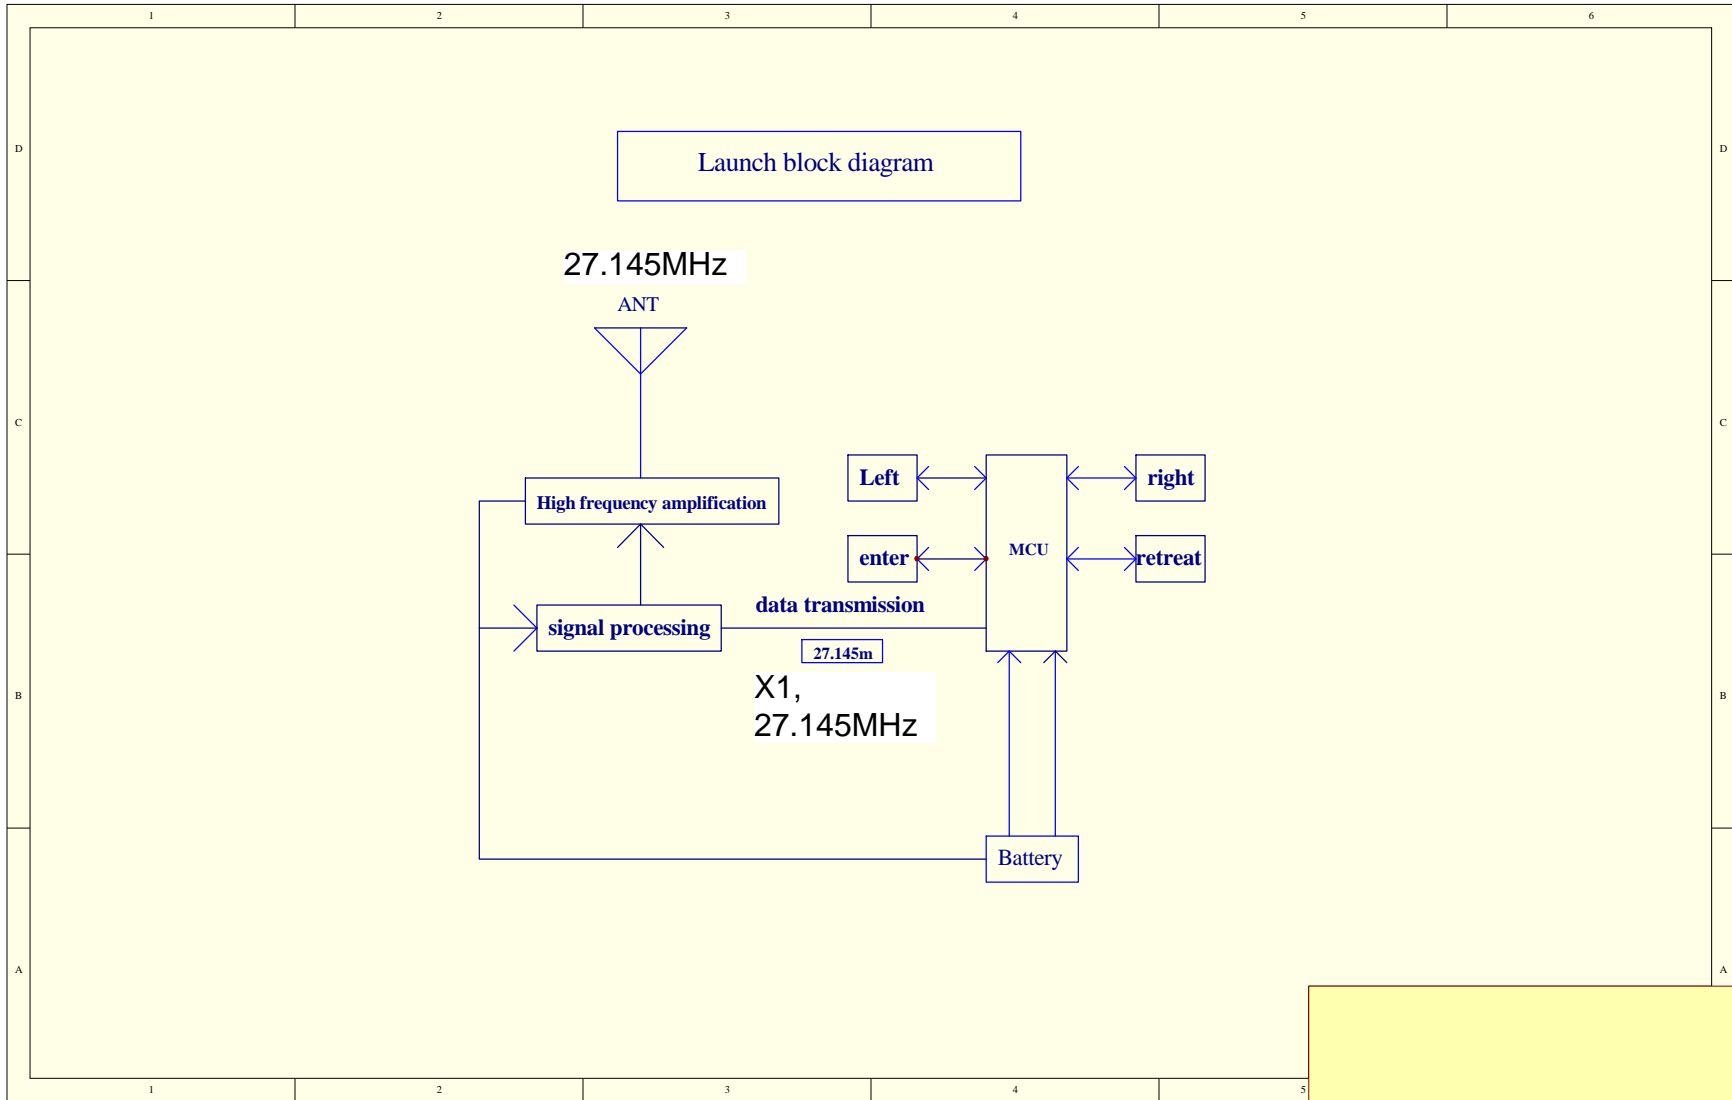 1 2 3 4 5 6
D D
Launch block diagram
27.145MHz
ANT
C C
Left right
High frequency amplification
MCU
enter retreat
data transmission
signal processing
27.145m
X1,
27.145MHz
B B
Battery
A A
1 2 3 4 5